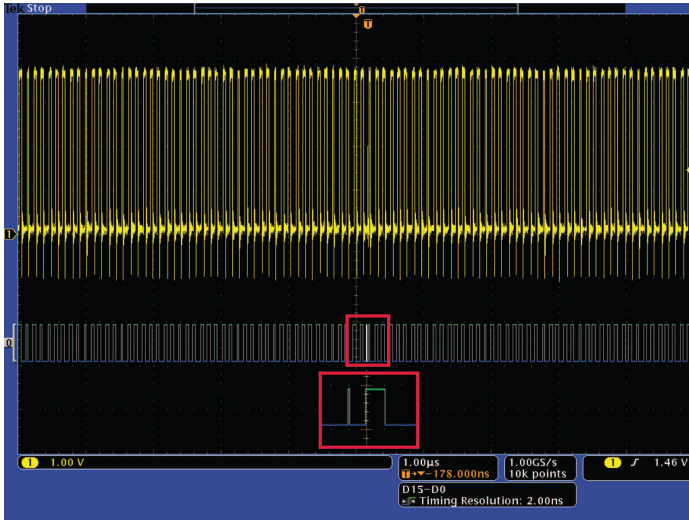 Tek Stop
T
T
1
0
1 1.00 V
1.00µs
T→▼-178.000ns
1.00GS/s
10k points
1 ∫ 1.46 V
D15-D0
Timing Resolution: 2.00ns